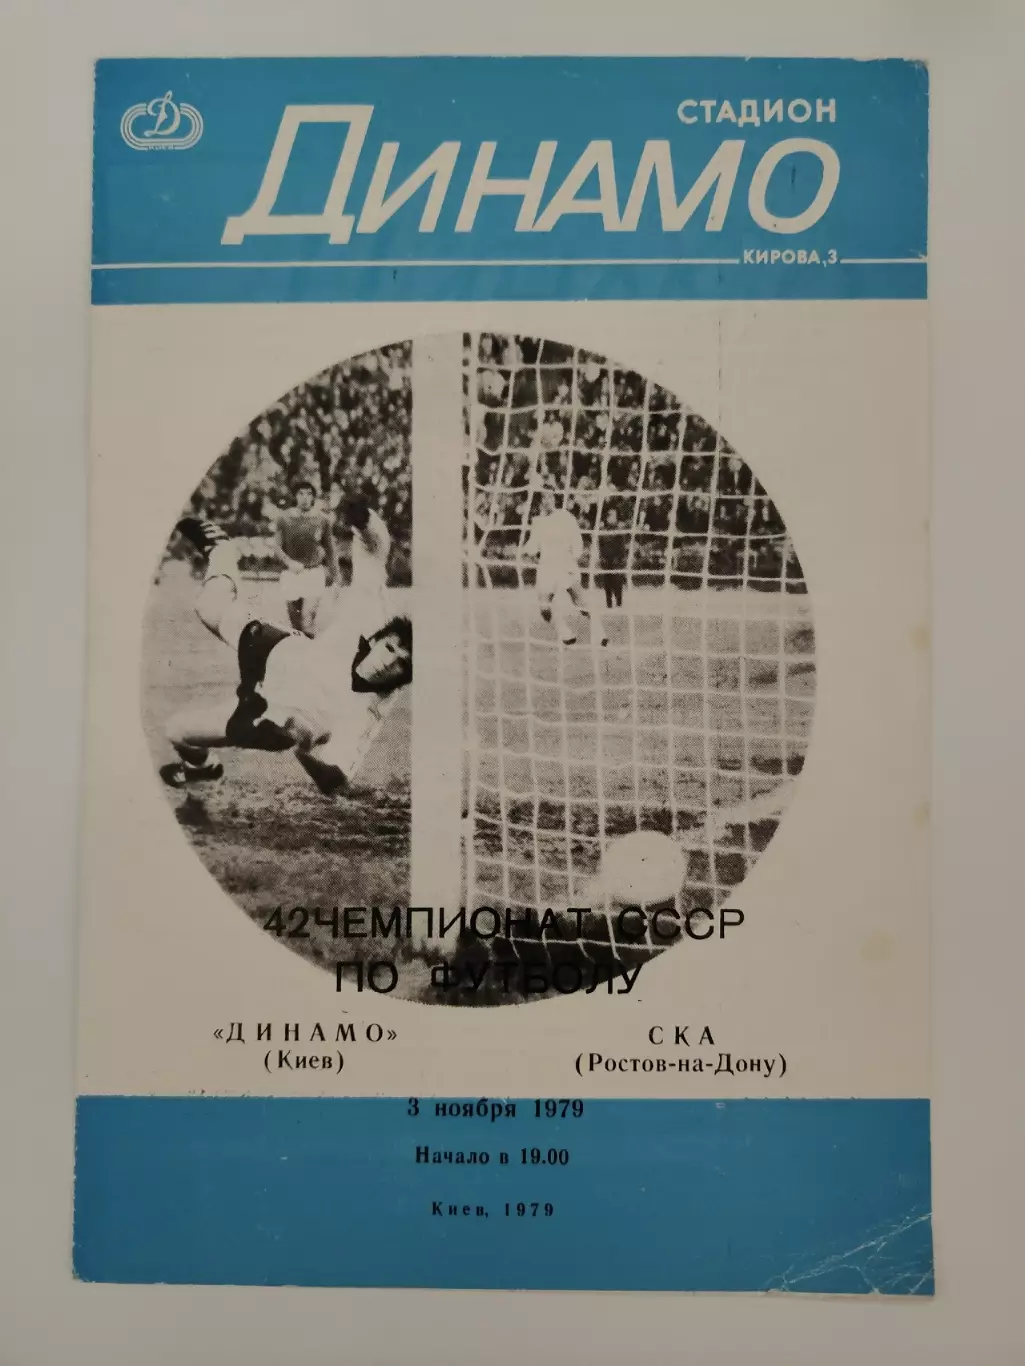 КИЕВ
СТАДИОН
ДИНАМО
КИРОВА,3
42ЧЕМПИОНАТ СССР
ПО ФУТБОЛУ
«ДИНАМО»
(Киев)
СКА
(Ростов-на-Дону)
3 ноября 1979
Начало в 19.00
Киев, 1979